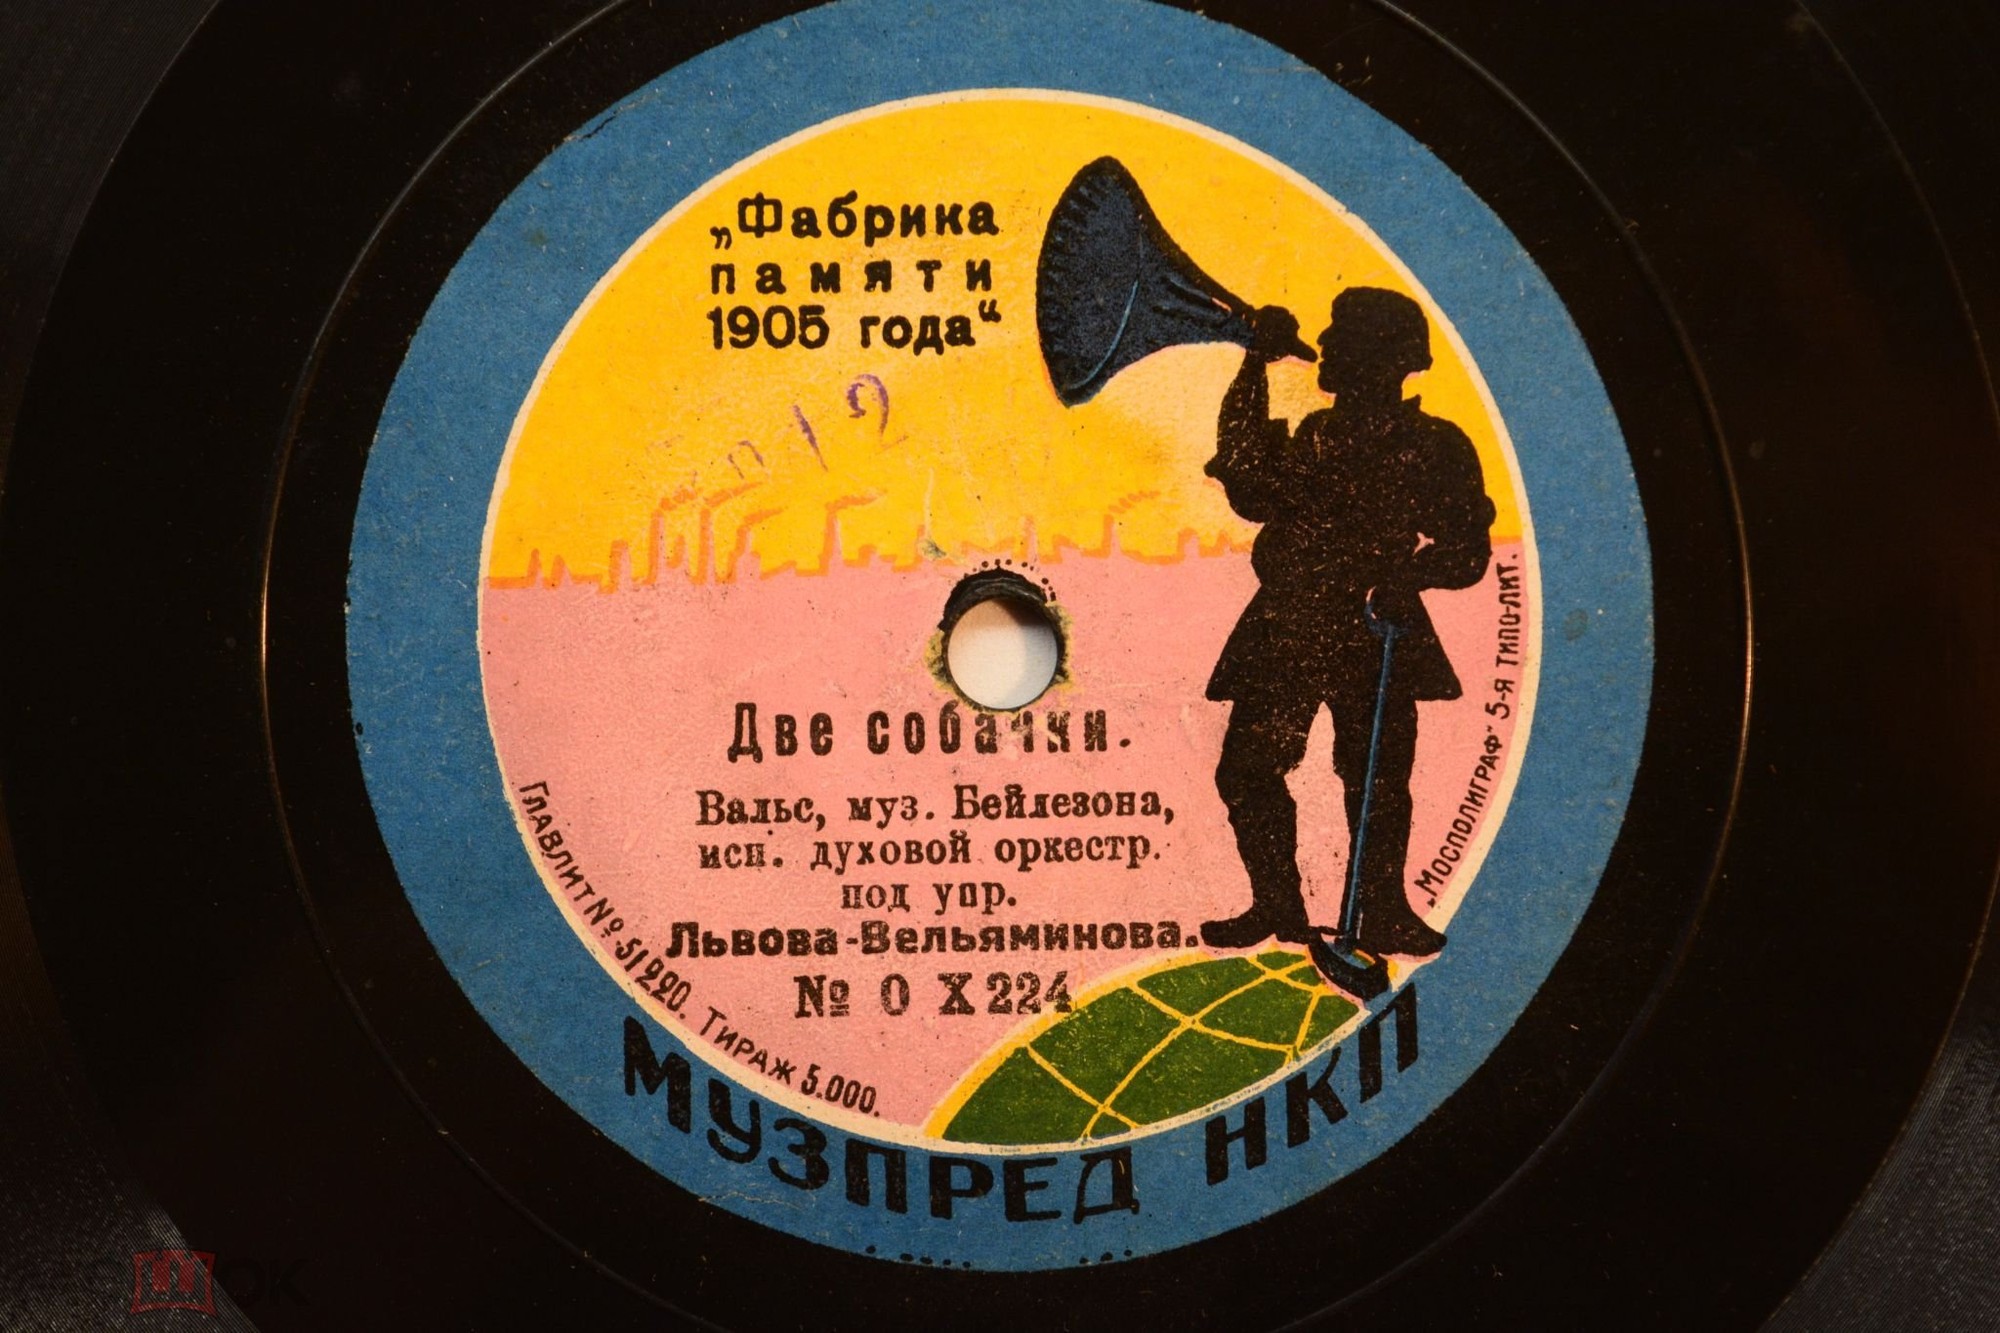 „Фабрика
памяти
1905 года“
12
Две собачки.
Вальс, муз. Бейлезона,
исп. духовой оркестр.
под упр.
Львова-Вельяминова.
№ 0 X 224
Главлит № 51220. Тираж 5.000.
„Мосполиграф“ 5-я типо-лит.
МУЗПРЕД НКП